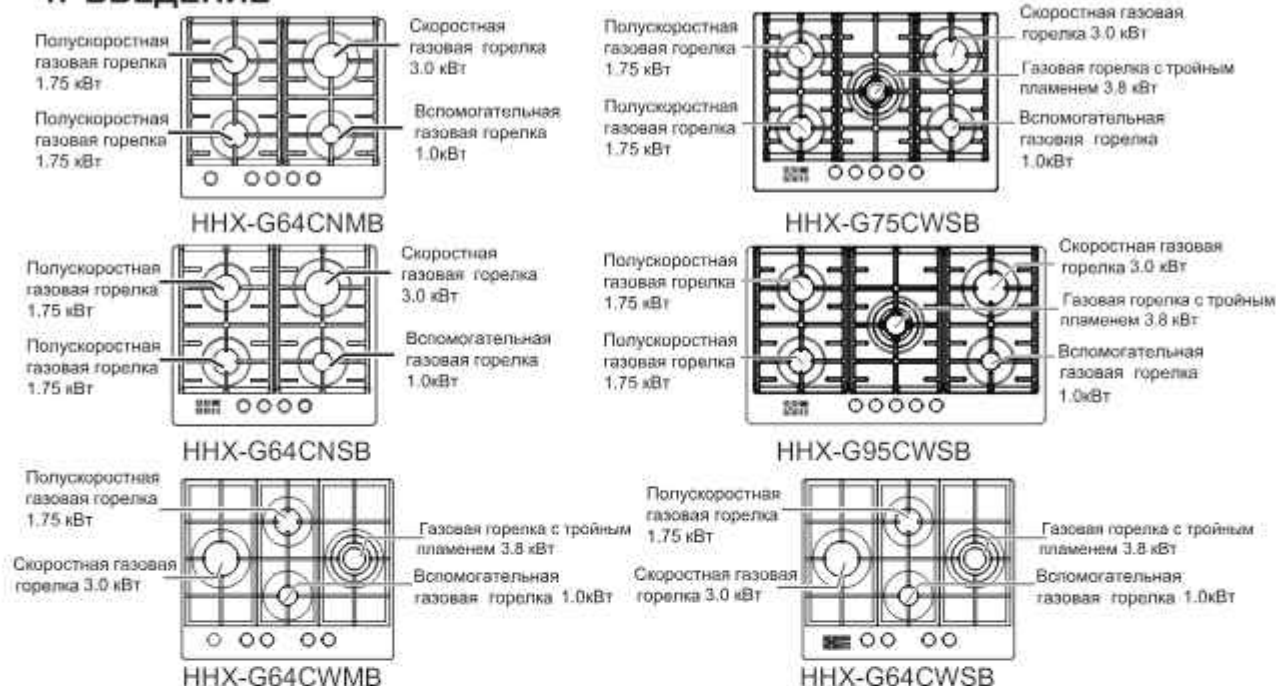 Полускоростная
газовая горелка
1.75 кВт
Полускоростная
газовая горелка
1.75 кВт
Скоростная
газовая горелка
3.0 кВт
Вспомогательная
газовая горелка
1.0кВт
HHX-G64CNMB
Полускоростная
газовая горелка
1.75 кВт
Полускоростная
газовая горелка
1.75 кВт
Скоростная газовая
горелка 3.0 кВт
Газовая горелка с тройным
пламенем 3.8 кВт
Вспомогательная
газовая горелка
1.0кВт
HHX-G75CWSB
Полускоростная
газовая горелка
1.75 кВт
Полускоростная
газовая горелка
1.75 кВт
Скоростная
газовая горелка
3.0 кВт
Вспомогательная
газовая горелка
1.0кВт
HHX-G64CNSB
Полускоростная
газовая горелка
1.75 кВт
Полускоростная
газовая горелка
1.75 кВт
Скоростная газовая
горелка 3.0 кВт
Газовая горелка с тройным
пламенем 3.8 кВт
Вспомогательная
газовая горелка
1.0кВт
HHX-G95CWSB
Полускоростная
газовая горелка
1.75 кВт
Скоростная газовая
горелка 3.0 кВт
Газовая горелка с тройным
пламенем 3.8 кВт
Вспомогательная
газовая горелка 1.0кВт
HHX-G64CWMB
Полускоростная
газовая горелка
1.75 кВт
Скоростная газовая
горелка 3.0 кВт
Газовая горелка с тройным
пламенем 3.8 кВт
Вспомогательная
газовая горелка 1.0кВт
HHX-G64CWSB